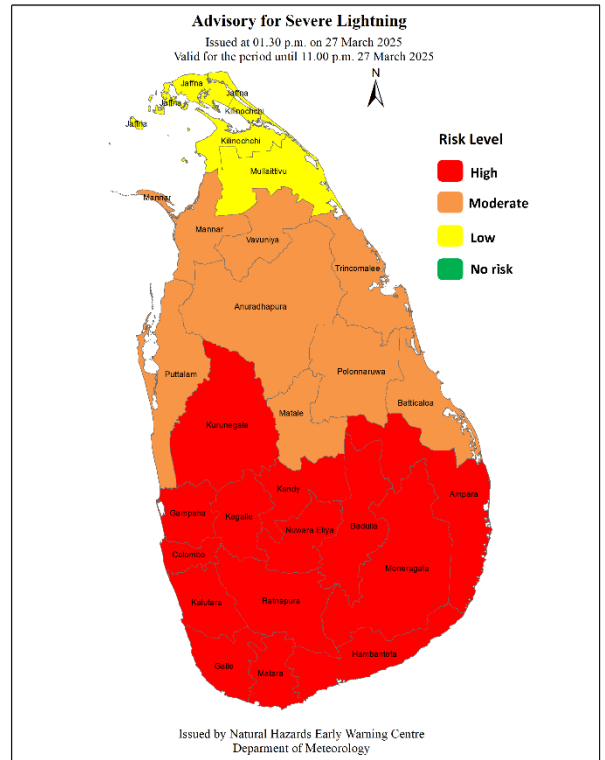 Advisory for Severe Lightning
Issued at 01.30 p.m. on 27 March 2025
Valid for the period until 11.00 p.m. 27 March 2025
N
Jaffna
Jaffna
Jaffna
Kilinochchi
Jaffna
Kilinochchi
Mullaittivu
Risk Level
High
Moderate
Low
No risk
Mannar
Mannar
Vavuniya
Trincomalee
Anuradhapura
Puttalam
Polonnaruwa
Batticaloa
Matale
Kurunegala
Kandy
Ampara
Gampaha
Kegalle
Nuwara Eliya
Badulla
Colombo
Moneragala
Kalutara
Ratnapura
Hambantota
Galle
Matara
Issued by Natural Hazards Early Warning Centre
Deparment of Meteorology